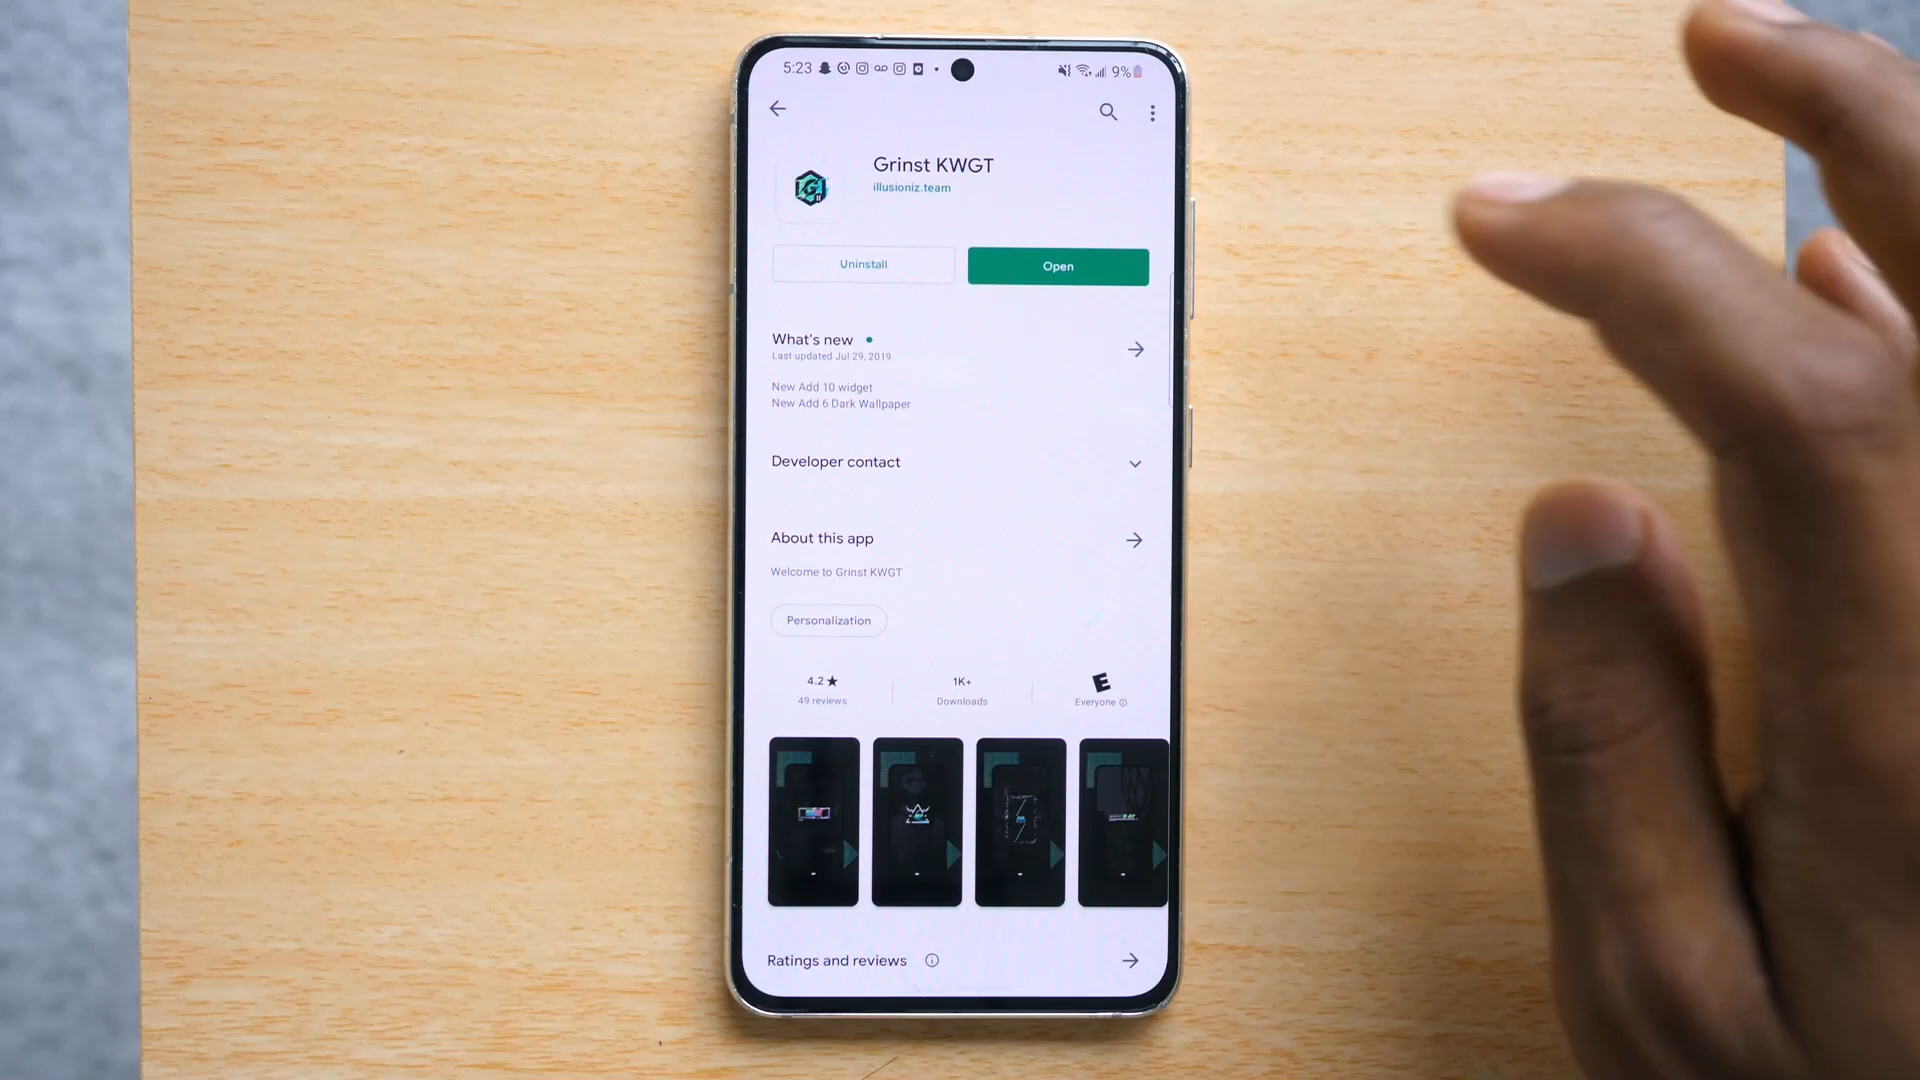 5:23 9%
Grinst KWGT
illusioniz.team
Uninstall Open
What's new
Last updated Jul 29, 2019
New Add 10 widget
New Add 6 Dark Wallpaper
Developer contact
About this app
Welcome to Grinst KWGT
Personalization
4.2★ 1K+ E
49 reviews Downloads Everyone
Ratings and reviews